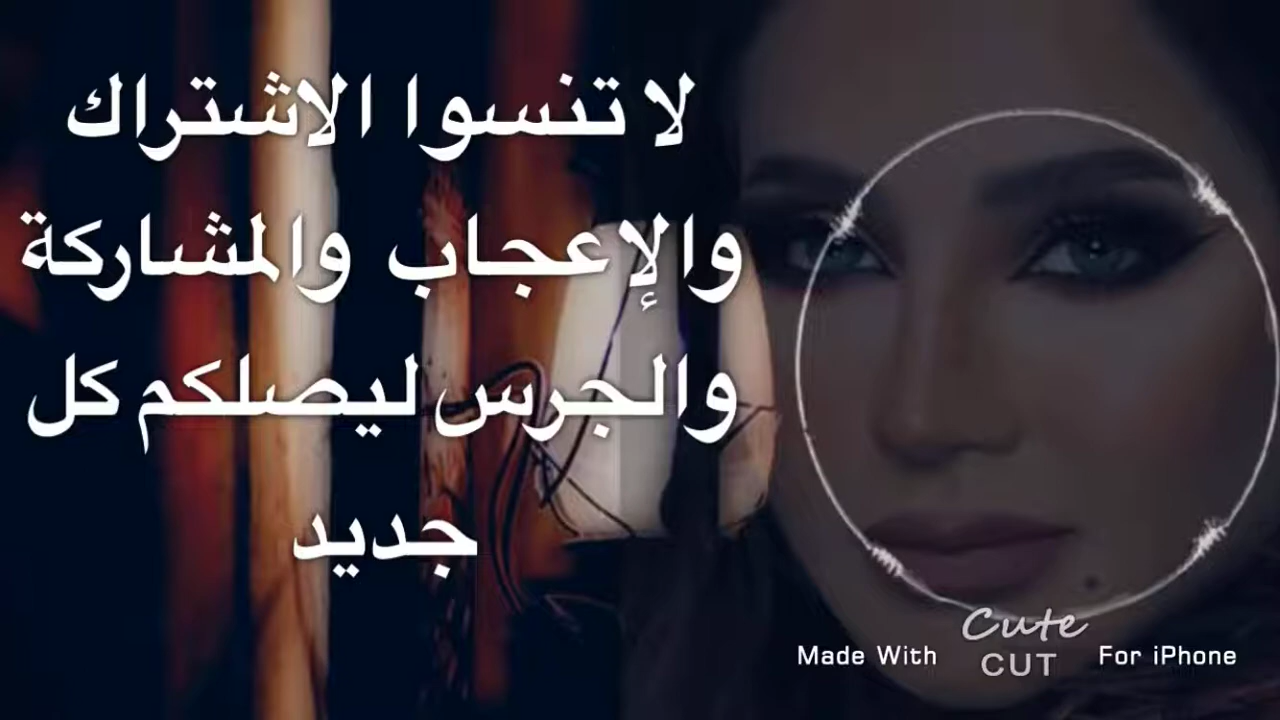 لا تنسوا الاشتراك
والإعجاب والمشاركة
والجرس ليصلكم كل
جديد
Made With Cute CUT For iPhone